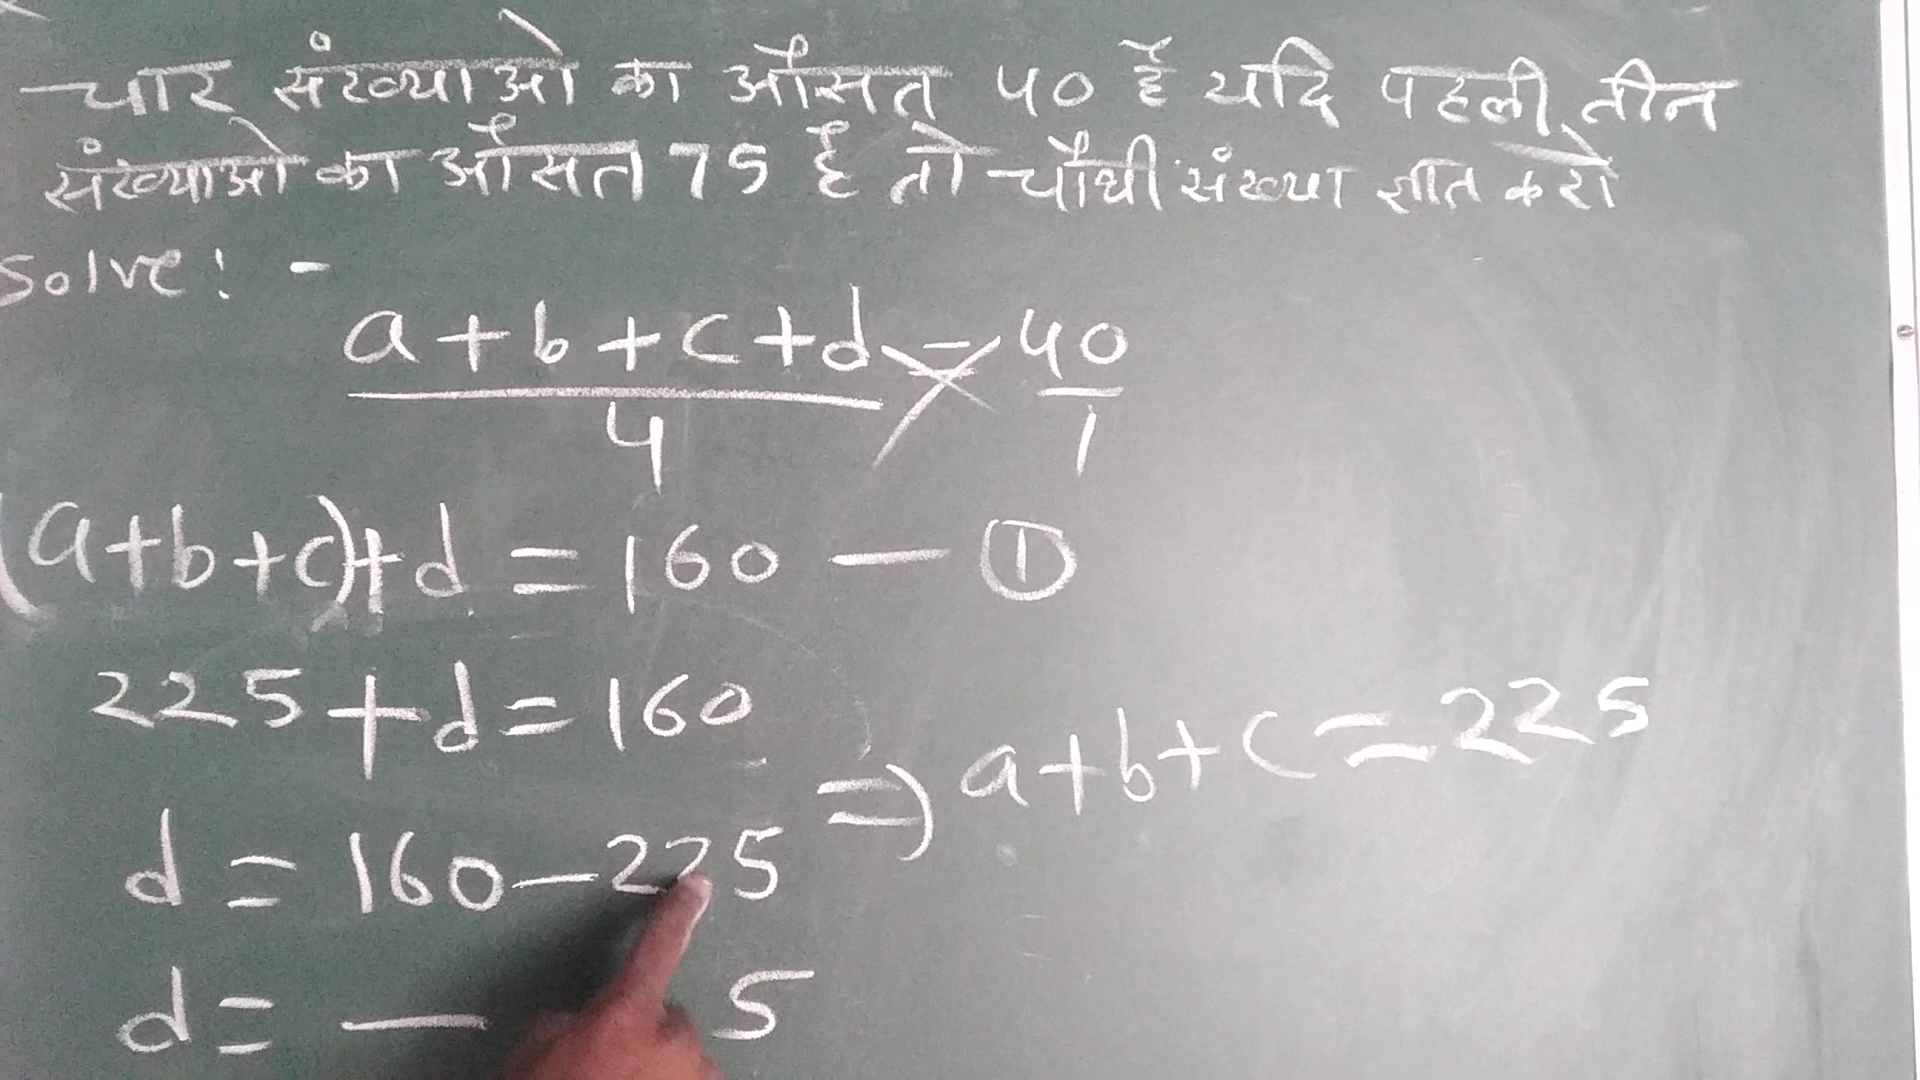 चार संख्याओ का औसत 40 है यदि पहली तीन
संख्याओ का औसत 75 है तो चौथी संख्या ज्ञात करो
Solve! -
a + b + c + d = 40
4 1
(a+b+c)+d = 160 — ①
225 + d = 160
⇒ a+b+c = 225
d = 160 - 225
d = - 5